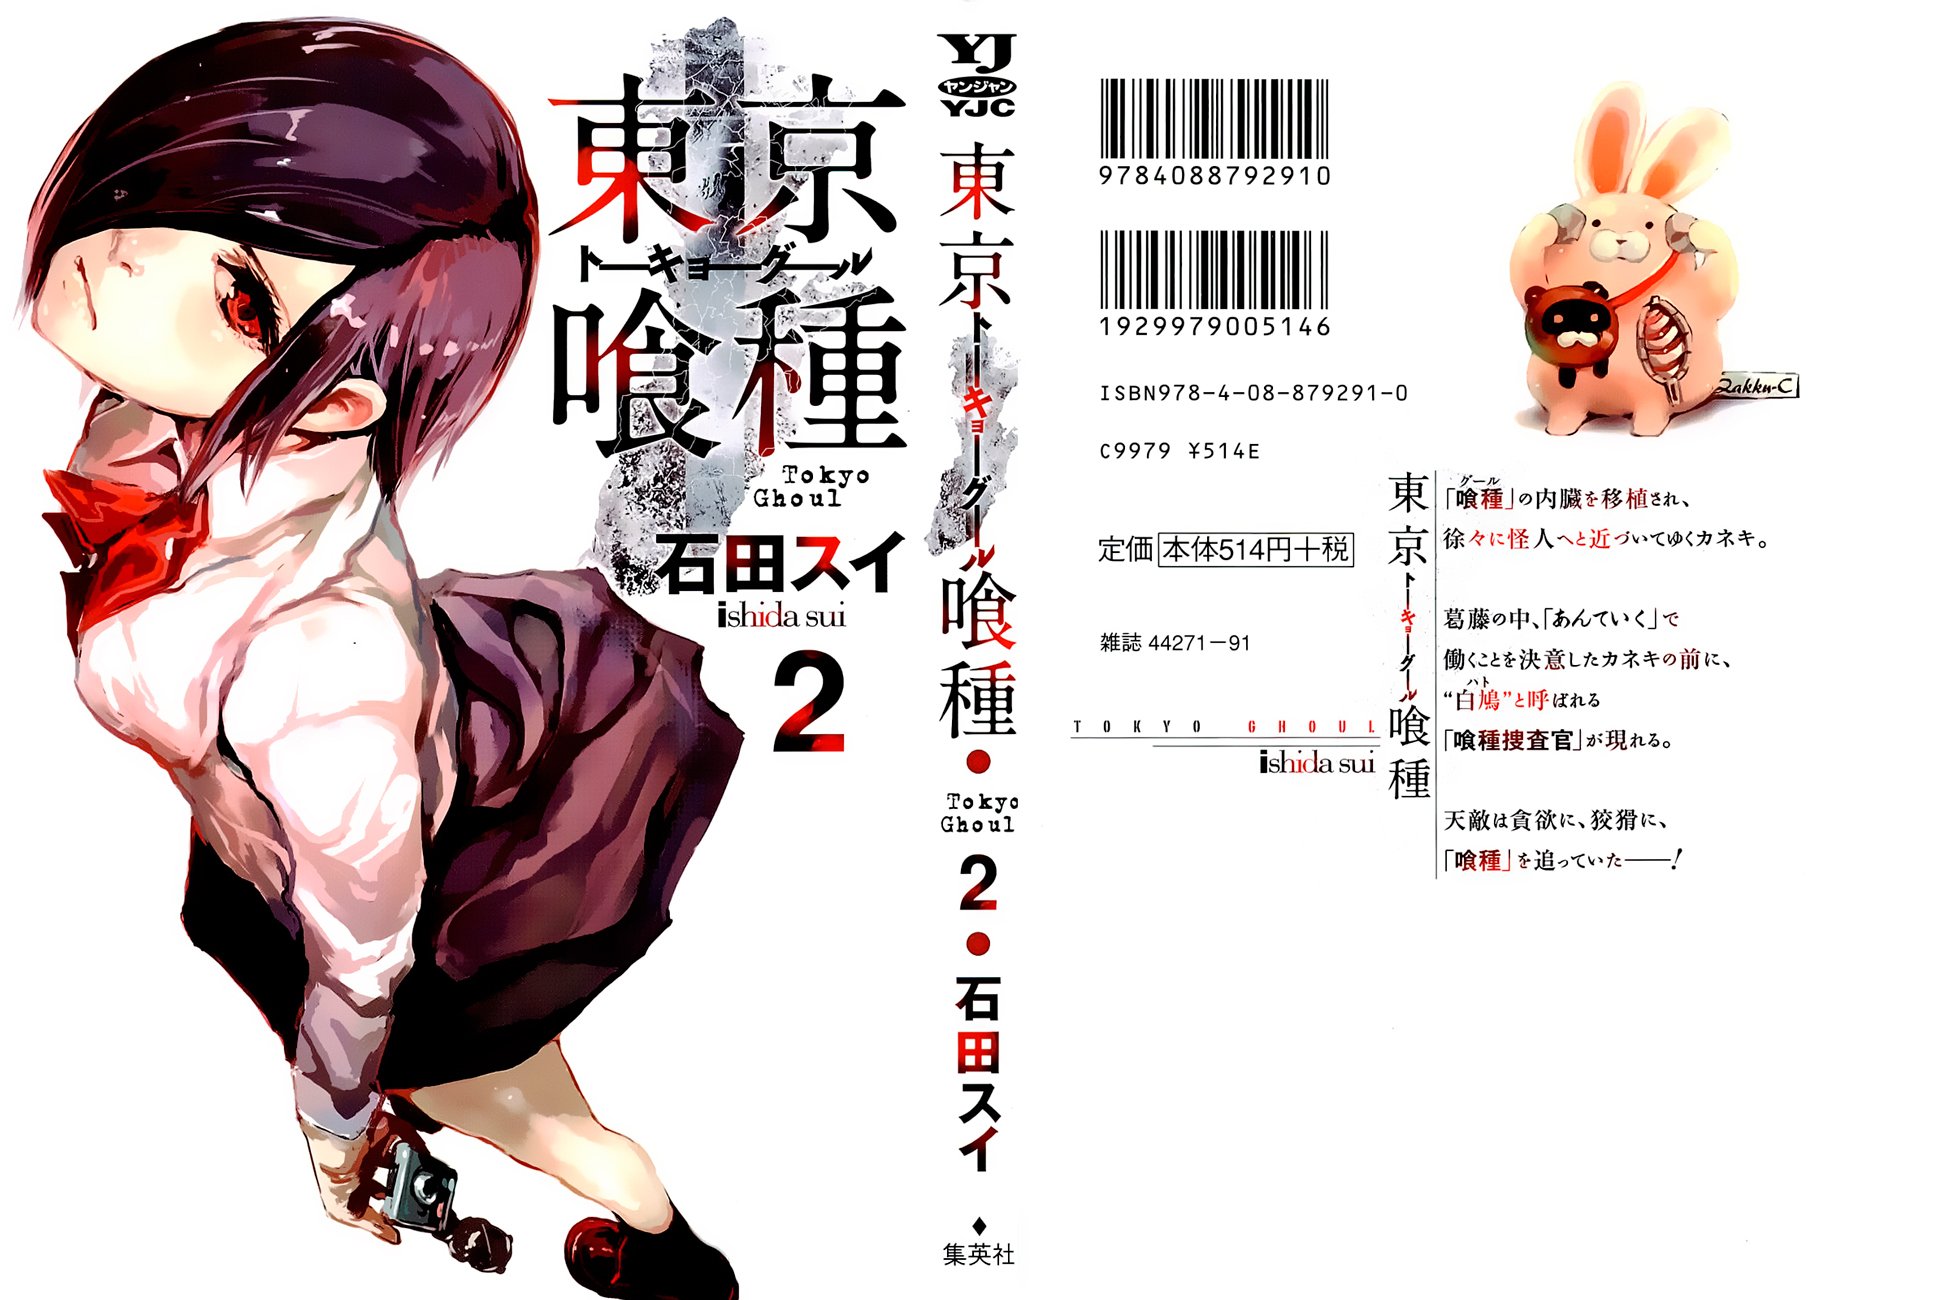 東京
トーキョーグール
喰種
Tokyo
Ghoul
石田スイ
ishida sui
2
YJ
ヤンジャン
YJC
東京トーキョーグール喰種
Tokyo
Ghoul
2
石田スイ
集英社
9784088792910
1929979005146
ISBN978-4-08-879291-0
C9979 ¥514E
定価 本体514円+税
雑誌 44271-91
TOKYO GHOUL
ishida sui
Zakku-C
東京トーキョーグール喰種
グール
「喰種」の内臓を移植され、
徐々に怪人へと近づいてゆくカネキ。
葛藤の中、「あんていく」で
働くことを決意したカネキの前に、
ハト
“白鳩”と呼ばれる
「喰種捜査官」が現れる。
天敵は貪欲に、狡猾に、
「喰種」を追っていた――!